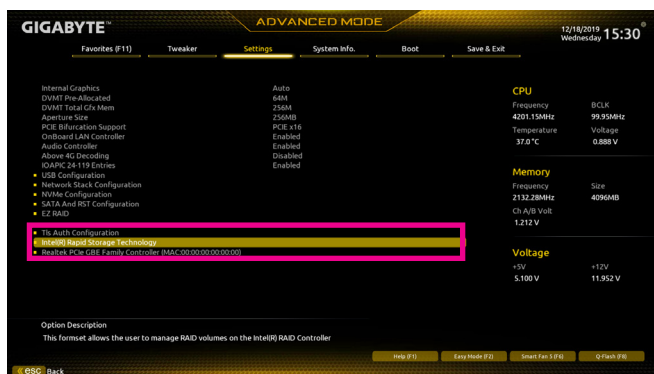 GIGABYTE™
ADVANCED MODE
12/18/2019
Wednesday 15:30
Favorites (F11) Tweaker Settings System Info. Boot Save & Exit
Internal Graphics Auto
DVMT Pre-Allocated 64M
DVMT Total Gfx Mem 256M
Aperture Size 256MB
PCIE Bifurcation Support PCIE x16
OnBoard LAN Controller Enabled
Audio Controller Enabled
Above 4G Decoding Disabled
IOAPIC 24-119 Entries Enabled
USB Configuration
Network Stack Configuration
NVMe Configuration
SATA And RST Configuration
EZ RAID
Tls Auth Configuration
Intel(R) Rapid Storage Technology
Realtek PCIe GBE Family Controller (MAC:00:00:00:00:00:00)
CPU
Frequency BCLK
4201.15MHz 99.95MHz
Temperature Voltage
37.0 °C 0.888 V
Memory
Frequency Size
2132.28MHz 4096MB
Ch A/B Volt
1.212 V
Voltage
+5V +12V
5.100 V 11.952 V
Option Description
This formset allows the user to manage RAID volumes on the Intel(R) RAID Controller
Help (F1) Easy Mode (F2) Smart Fan 5 (F6) Q-Flash (F8)
esc Back